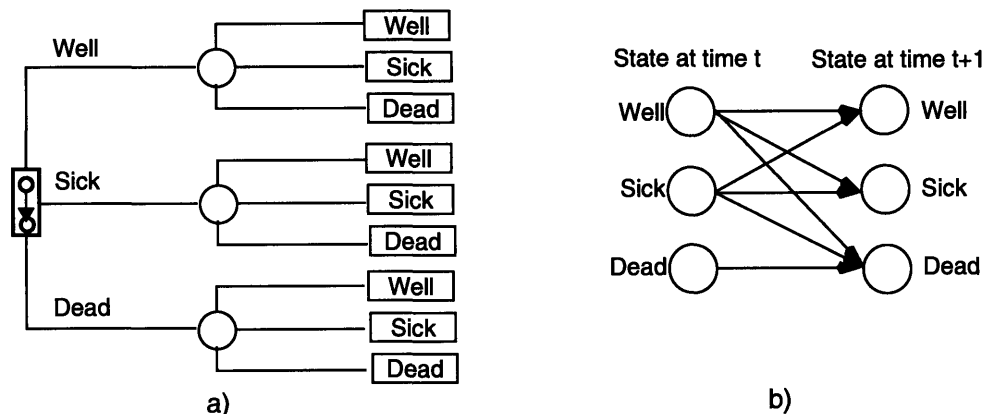 Well
Well
Sick
Dead
Sick
Well
Sick
Dead
Dead
Well
Sick
Dead
a)
State at time t
State at time t+1
Well
Well
Sick
Sick
Dead
Dead
b)